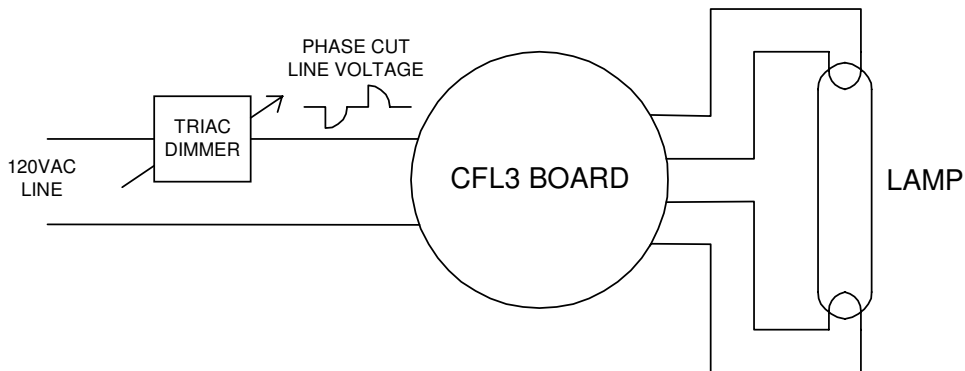 PHASE CUT
LINE VOLTAGE
TRIAC
DIMMER
120VAC
LINE
CFL3 BOARD
LAMP